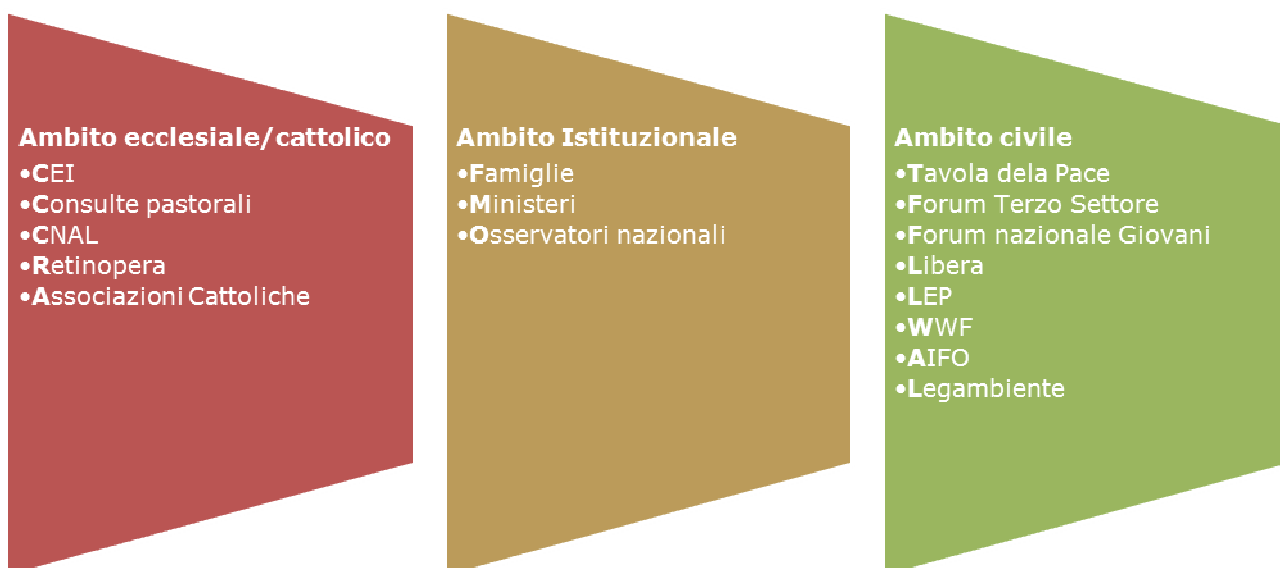 Ambito ecclesiale/cattolico
•CEI
•Consulte pastorali
•CNAL
•Retinopera
•Associazioni Cattoliche
Ambito Istituzionale
•Famiglie
•Ministeri
•Osservatori nazionali
Ambito civile
•Tavola dela Pace
•Forum Terzo Settore
•Forum nazionale Giovani
•Libera
•LEP
•WWF
•AIFO
•Legambiente